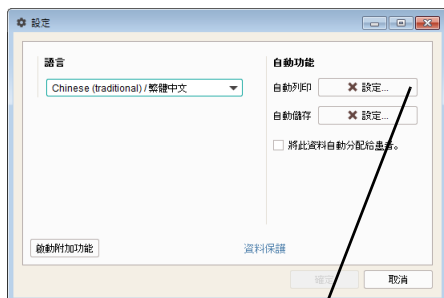 設定
語言
Chinese (traditional) / 繁體中文
自動功能
自動列印
設定...
自動儲存
設定...
將此資料自動分配給患者。
啟動附加功能
資料保護
確定
取消